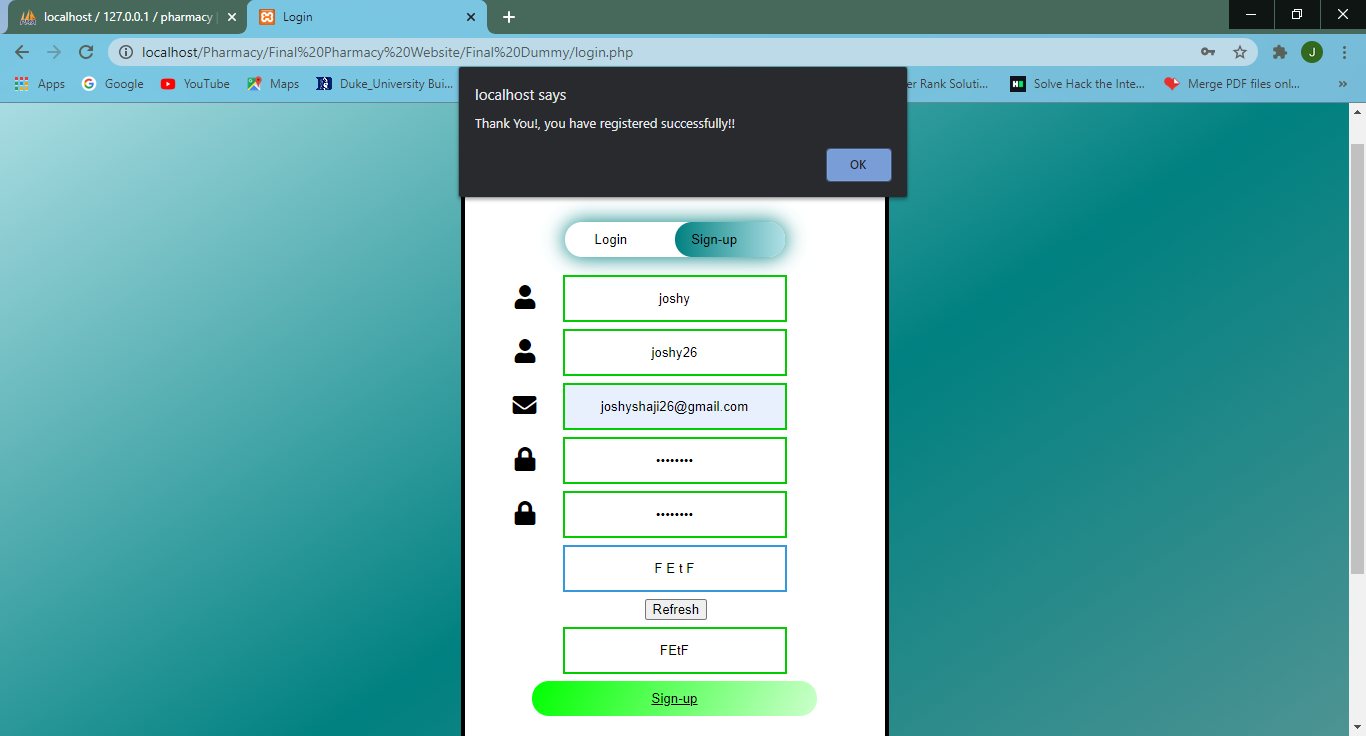 localhost / 127.0.0.1 / pharmacy |
Login
localhost/Pharmacy/Final%20Pharmacy%20Website/Final%20Dummy/login.php
J
Apps Google YouTube Maps Duke_University Bui... er Rank Soluti... Solve Hack the Inte... Merge PDF files onl... »
localhost says
Thank You!, you have registered successfully!!
OK
Login Sign-up
joshy
joshy26
joshyshaji26@gmail.com
••••••••
••••••••
F E t F
Refresh
FEtF
Sign-up